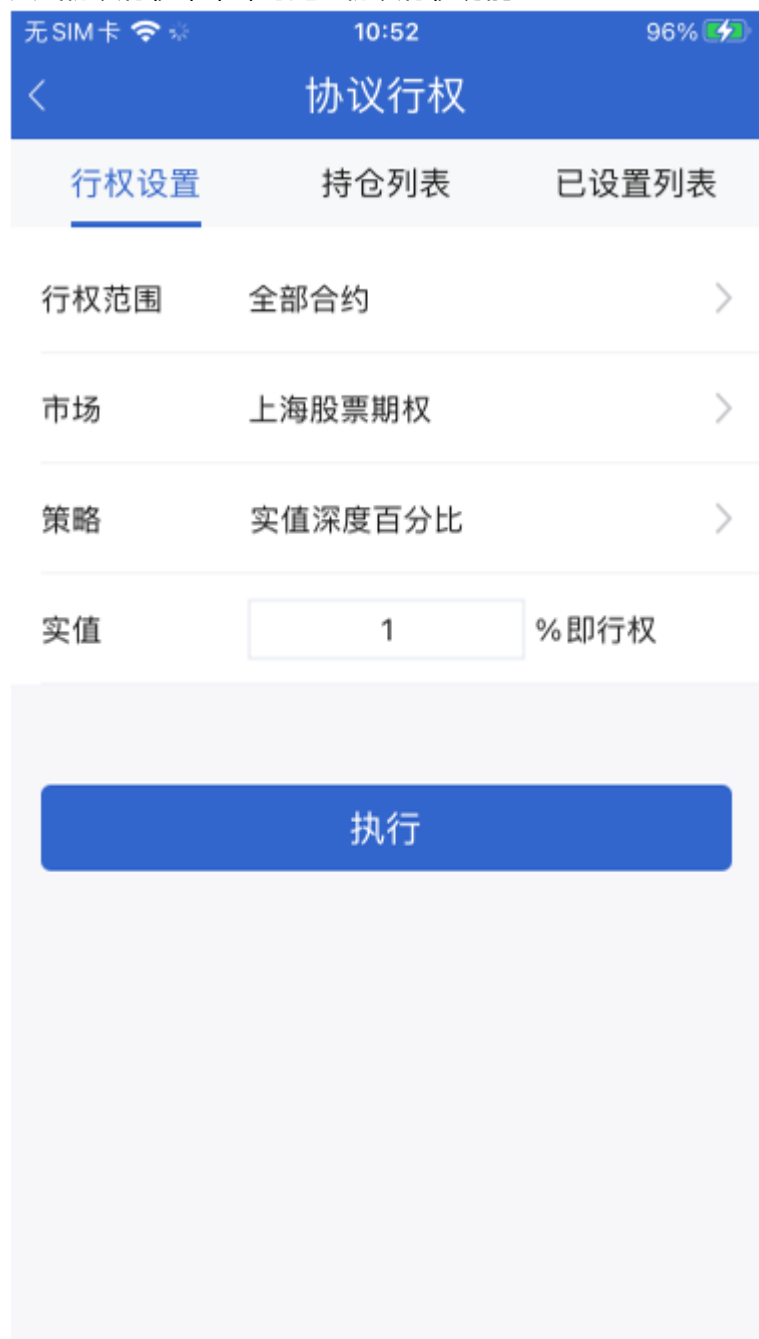 无SIM卡 10:52 96%
协议行权
行权设置 持仓列表 已设置列表
行权范围 全部合约
市场 上海股票期权
策略 实值深度百分比
实值 1 %即行权
执行